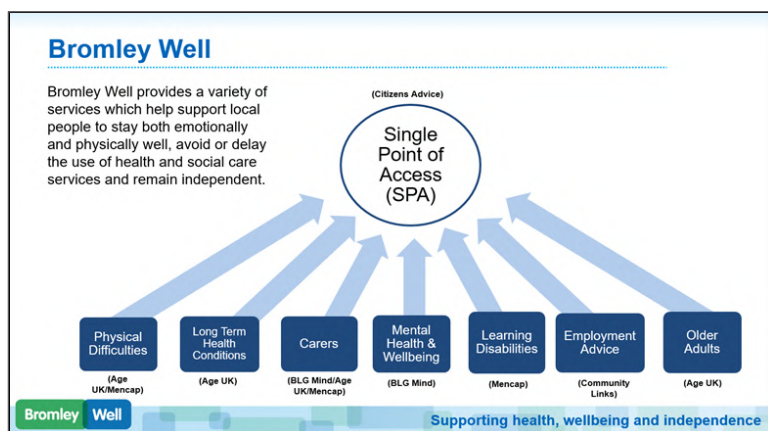 Bromley Well
Bromley Well provides a variety of
services which help support local
people to stay both emotionally
and physically well, avoid or delay
the use of health and social care
services and remain independent.
(Citizens Advice)
Single
Point of
Access
(SPA)
Physical
Difficulties
(Age
UK/Mencap)
Long Term
Health
Conditions
(Age UK)
Carers
(BLG Mind/Age
UK/Mencap)
Mental
Health &
Wellbeing
(BLG Mind)
Learning
Disabilities
(Mencap)
Employment
Advice
(Community
Links)
Older
Adults
(Age UK)
Bromley Well
Supporting health, wellbeing and independence